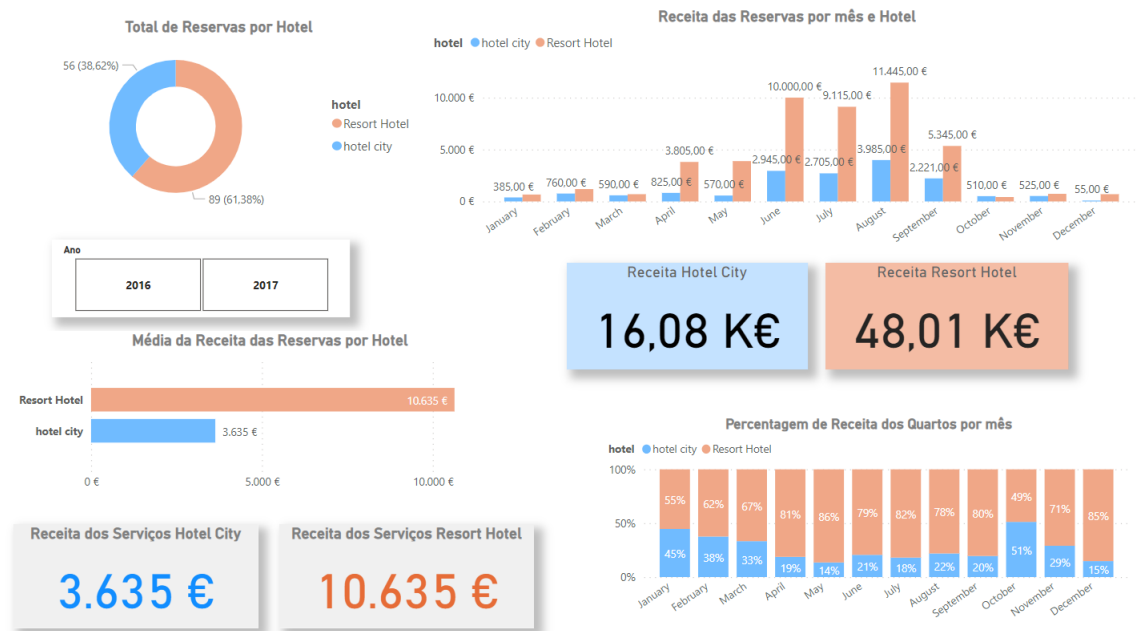 Total de Reservas por Hotel
56 (38,62%)
89 (61,38%)
hotel
Resort Hotel
hotel city
Receita das Reservas por mês e Hotel
hotel hotel city Resort Hotel
10.000 €
5.000 €
0 €
385,00 €
760,00 €
590,00 €
825,00 €
3.805,00 €
570,00 €
2.945,00 €
10.000,00 €
2.705,00 €
9.115,00 €
3.985,00 €
11.445,00 €
2.221,00 €
5.345,00 €
510,00 €
525,00 €
55,00 €
January
February
March
April
May
June
July
August
September
October
November
December
Ano
2016
2017
Receita Hotel City
16,08 K€
Receita Resort Hotel
48,01 K€
Média da Receita das Reservas por Hotel
Resort Hotel
10.635 €
hotel city
3.635 €
0 €
5.000 €
10.000 €
Receita dos Serviços Hotel City
3.635 €
Receita dos Serviços Resort Hotel
10.635 €
Percentagem de Receita dos Quartos por mês
hotel hotel city Resort Hotel
100%
50%
0%
55%
62%
67%
81%
86%
79%
82%
78%
80%
49%
71%
85%
45%
38%
33%
19%
14%
21%
18%
22%
20%
51%
29%
15%
January
February
March
April
May
June
July
August
September
October
November
December